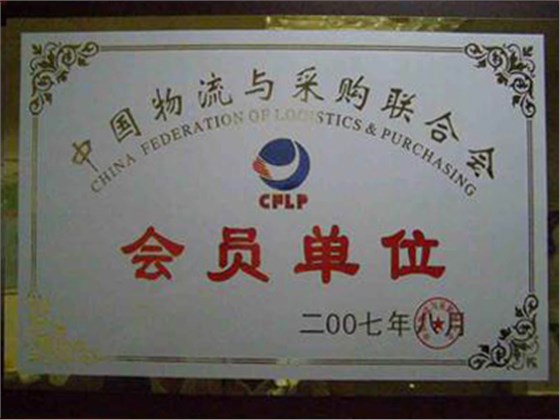 中国物流与采购联合会
CHINA FEDERATION OF LOGISTICS & PURCHASING
CFLP
会员单位
二00七年 月